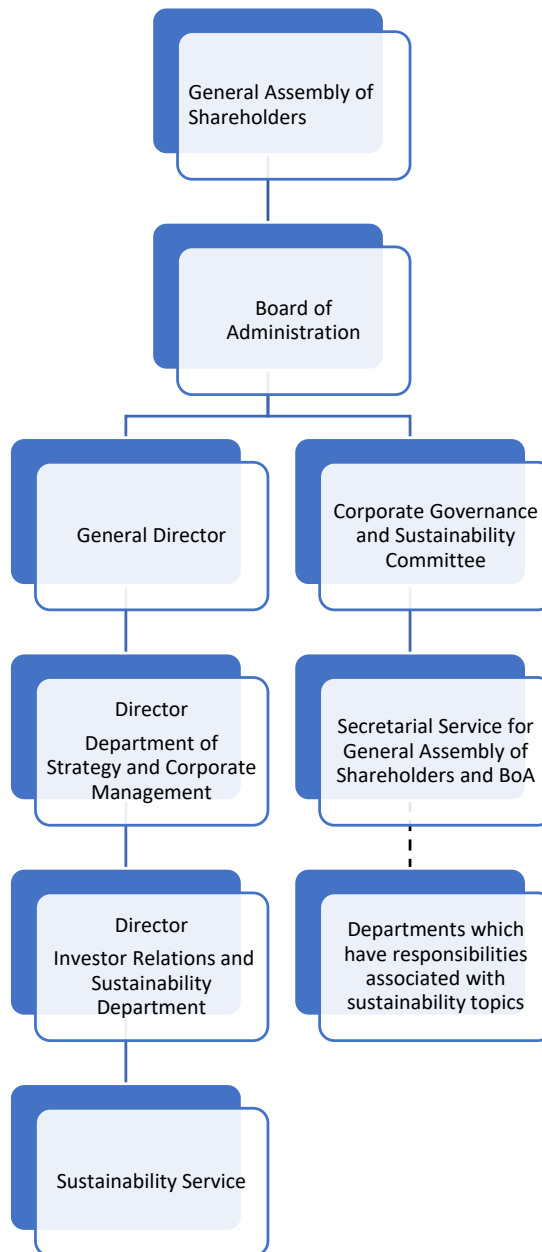 General Assembly of
Shareholders
Board of
Administration
General Director
Corporate Governance
and Sustainability
Committee
Director
Department of
Strategy and Corporate
Management
Secretarial Service for
General Assembly of
Shareholders and BoA
Director
Investor Relations and
Sustainability
Department
Departments which
have responsibilities
associated with
sustainability topics
Sustainability Service